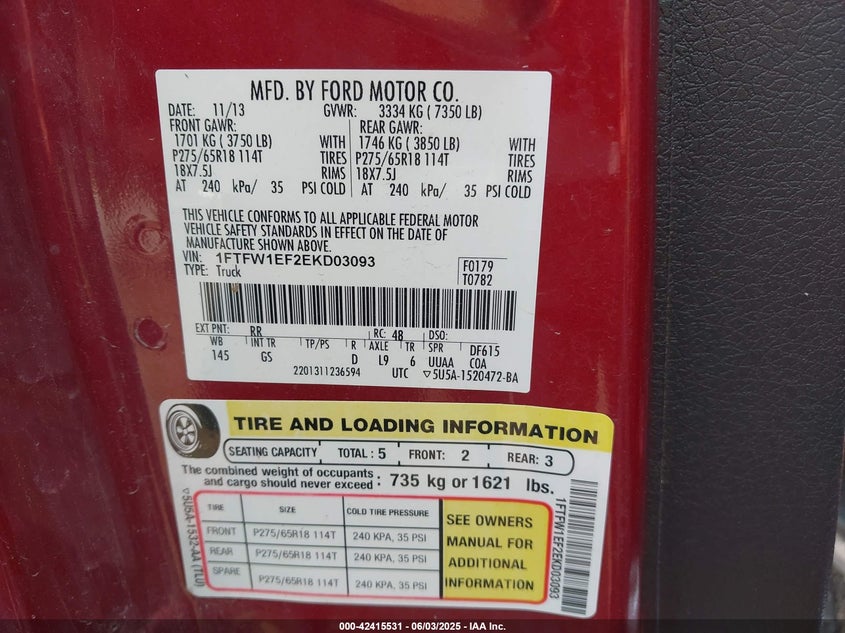 MFD. BY FORD MOTOR CO.
DATE: 11/13 GVWR: 3334 KG ( 7350 LB)
FRONT GAWR: REAR GAWR:
1701 KG ( 3750 LB) WITH 1746 KG ( 3850 LB) WITH
P275/65R18 114T TIRES P275/65R18 114T TIRES
18X7.5J RIMS 18X7.5J RIMS
AT 240 kPa/ 35 PSI COLD AT 240 kPa/ 35 PSI COLD
THIS VEHICLE CONFORMS TO ALL APPLICABLE FEDERAL MOTOR
VEHICLE SAFETY STANDARDS IN EFFECT ON THE DATE OF
MANUFACTURE SHOWN ABOVE.
VIN: 1FTFW1EF2EKD03093 F0179
TYPE: Truck T0782
EXT PNT: RR RC: 48 DSO:
WB INT TR TP/PS R AXLE TR SPR DF615
145 GS D L9 6 UUAA COA
2201311236594 UTC ▽5U5A-1520472-BA
TIRE AND LOADING INFORMATION
SEATING CAPACITY TOTAL : 5 FRONT: 2 REAR: 3
The combined weight of occupants
and cargo should never exceed : 735 kg or 1621 lbs.
TIRE SIZE COLD TIRE PRESSURE
FRONT P275/65R18 114T 240 KPA, 35 PSI
REAR P275/65R18 114T 240 KPA, 35 PSI
SPARE P275/65R18 114T 240 KPA, 35 PSI
SEE OWNERS
MANUAL FOR
ADDITIONAL
INFORMATION
▽5U5A-1532-AA (TLU)
1FTFW1EF2EKD03093
000-42415531 - 06/03/2025 - IAA Inc.